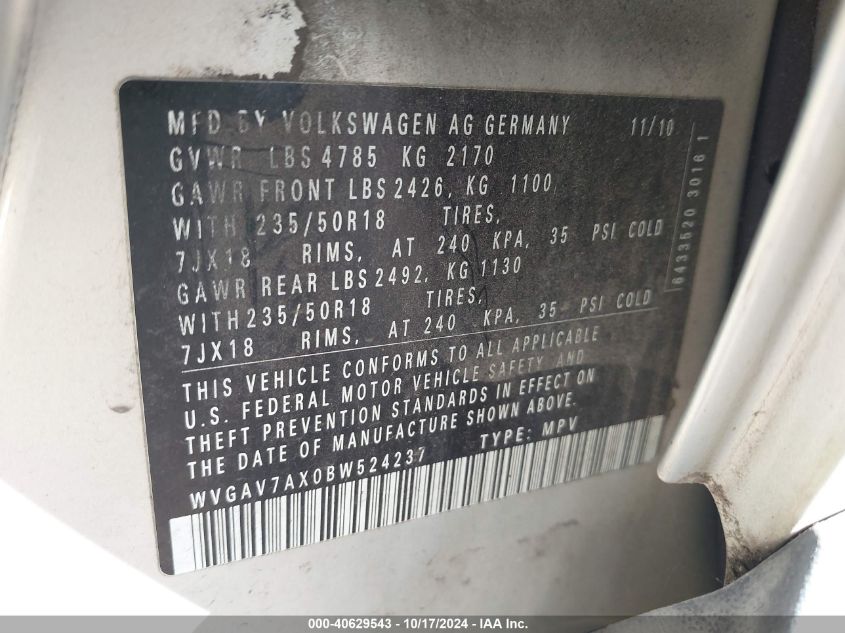 MFD BY VOLKSWAGEN AG GERMANY 11/10
GVWR LBS 4785 KG 2170
GAWR FRONT LBS 2426, KG 1100
WITH 235/50R18 TIRES,
7JX18 RIMS, AT 240 KPA, 35 PSI COLD
GAWR REAR LBS 2492, KG 1130
WITH 235/50R18 TIRES,
7JX18 RIMS, AT 240 KPA, 35 PSI COLD
THIS VEHICLE CONFORMS TO ALL APPLICABLE
U.S. FEDERAL MOTOR VEHICLE SAFETY AND
THEFT PREVENTION STANDARDS IN EFFECT ON
THE DATE OF MANUFACTURE SHOWN ABOVE.
WVGAV7AX0BW524237 TYPE: MPV
3016 1
000-40629543 - 10/17/2024 - IAA Inc.